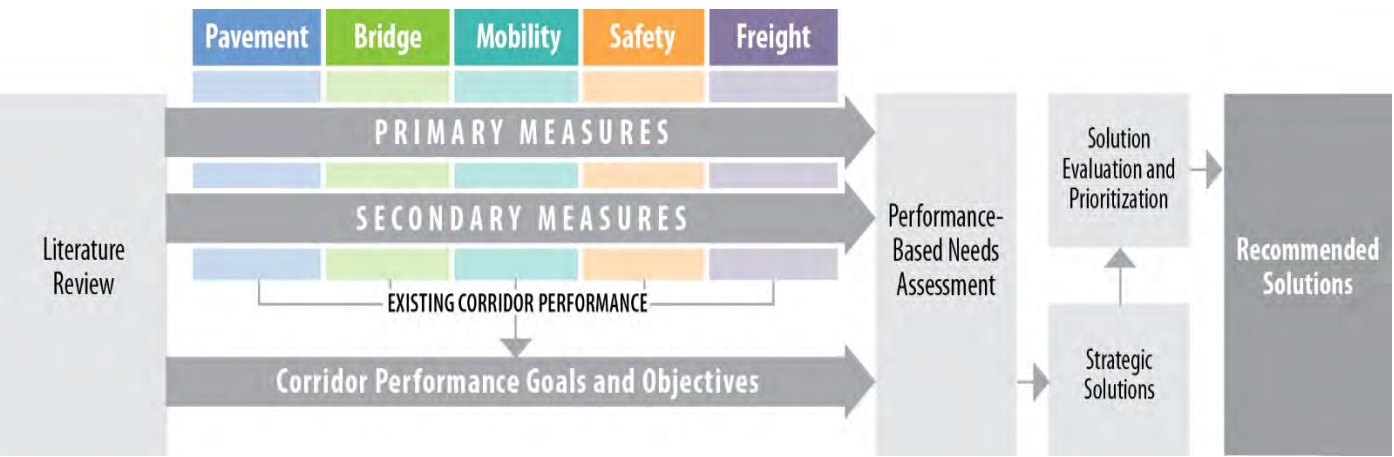 Pavement
Bridge
Mobility
Safety
Freight
Literature
Review
PRIMARY MEASURES
SECONDARY MEASURES
EXISTING CORRIDOR PERFORMANCE
Corridor Performance Goals and Objectives
Performance-
Based Needs
Assessment
Strategic
Solutions
Solution
Evaluation and
Prioritization
Recommended
Solutions